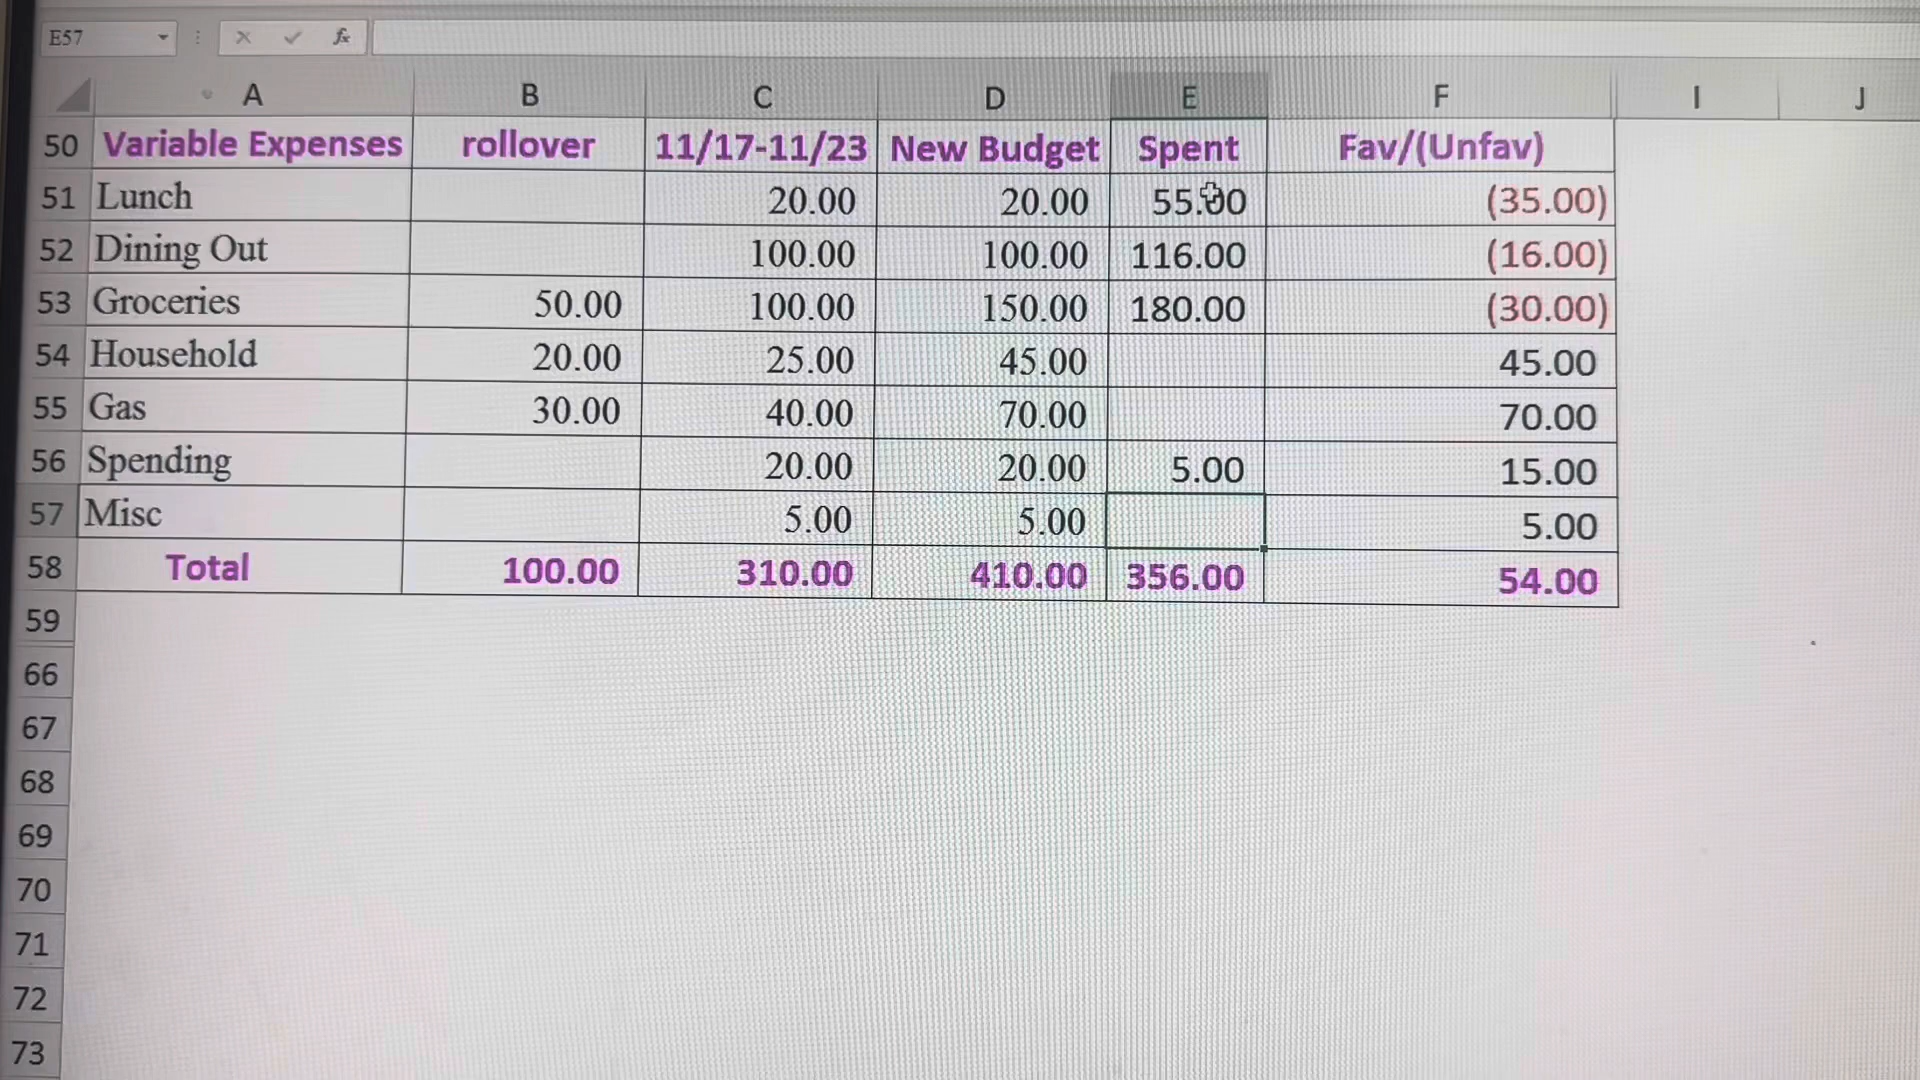 E57 fx
A B C D E F I J
50 Variable Expenses rollover 11/17-11/23 New Budget Spent Fav/(Unfav)
51 Lunch 20.00 20.00 55.00 (35.00)
52 Dining Out 100.00 100.00 116.00 (16.00)
53 Groceries 50.00 100.00 150.00 180.00 (30.00)
54 Household 20.00 25.00 45.00 45.00
55 Gas 30.00 40.00 70.00 70.00
56 Spending 20.00 20.00 5.00 15.00
57 Misc 5.00 5.00 5.00
58 Total 100.00 310.00 410.00 356.00 54.00
59
66
67
68
69
70
71
72
73